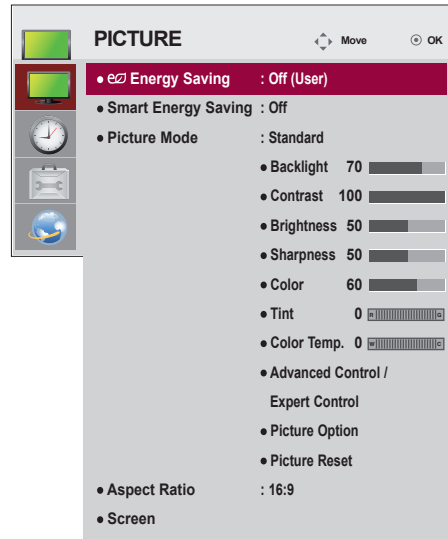 PICTURE Move OK
• Energy Saving : Off (User)
• Smart Energy Saving : Off
• Picture Mode : Standard
• Backlight 70
• Contrast 100
• Brightness 50
• Sharpness 50
• Color 60
• Tint 0 R G
• Color Temp. 0 W C
• Advanced Control /
Expert Control
• Picture Option
• Picture Reset
• Aspect Ratio : 16:9
• Screen